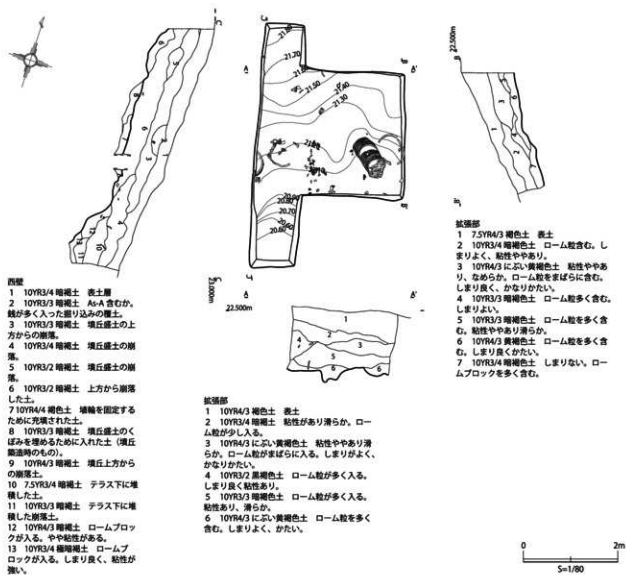 C'
C'
22.500m
B
A
A'
B
B'
B'
C
C
23.000m
22.500m
A'
21.80
21.70
21.60
21.50
21.40
21.30
20.90
20.80
20.70
20.60
西壁
1　10YR3/4 暗褐土　表土層
2　10YR3/3 暗褐土　As-A 含むか。
銭が多く入った掘り込みの覆土。
3　10YR3/3 暗褐土　墳丘盛土の上
方からの崩落。
4　10YR3/4 暗褐土　墳丘盛土の崩
落。
5　10YR3/2 暗褐土　墳丘盛土の崩
落。
6　10YR3/2 暗褐土　上方から崩落
した土。
7 10YR4/4 褐色土　埴輪を固定する
ために充填された土。
8　10YR3/3 暗褐土　墳丘盛土のく
ぼみを埋めるために入れた土（墳丘
築造時のもの）。
9　10YR4/3 暗褐土　墳丘上方から
の崩落土。
10　7.5YR3/4 暗褐土　テラス下に堆
積した土。
11　10YR3/3 暗褐土　テラス下に堆
積した崩落土。
12　10YR4/3 暗褐土　ロームブロッ
クが入る。やや粘性がある。
13　10YR3/4 極暗褐土　ロームブ
ロックが入る。しまり良く、粘性が
強い。
拡張部
1　10YR4/3 褐色土　表土
2　10YR3/4 暗褐土　粘性があり滑らか。ロー
ム粒が少し入る。
3　10YR4/3 にぶい黄褐色土　粘性ややあり滑
らか。ローム粒がまばらに入る。しまりがよく、
かなりかたい。
4　10YR3/2 黒褐色土　ローム粒が多く入る。
しまり良く粘性あり。
5　10YR3/3 暗褐色土　ローム粒が多く入る。
粘性あり、滑らか。
6　10YR4/3 にぶい黄褐色土　ローム粒を多く
含む。しまりよく、かたい。
拡張部
1　7.5YR4/3 褐色土　表土
2　10YR3/4 暗褐色土　ローム粒含む。し
まりよく、粘性ややあり。
3　10YR4/3 にぶい黄褐色土　粘性ややあ
り、なめらか。ローム粒をまばらに含む。
しまり良く、かなりかたい。
4　10YR3/3 暗褐色土　ローム粒多く含む。
しまりよい。
5　10YR3/3 暗褐色土　ローム粒を多く含
む。粘性ややあり滑らか。
6　10YR4/3 黄褐色土　ローム粒を多く含
む。しまり良くかたい。
7　10YR3/4 暗褐色土　しまりない。ロー
ムブロックを多く含む。
0
2m
S=1/80